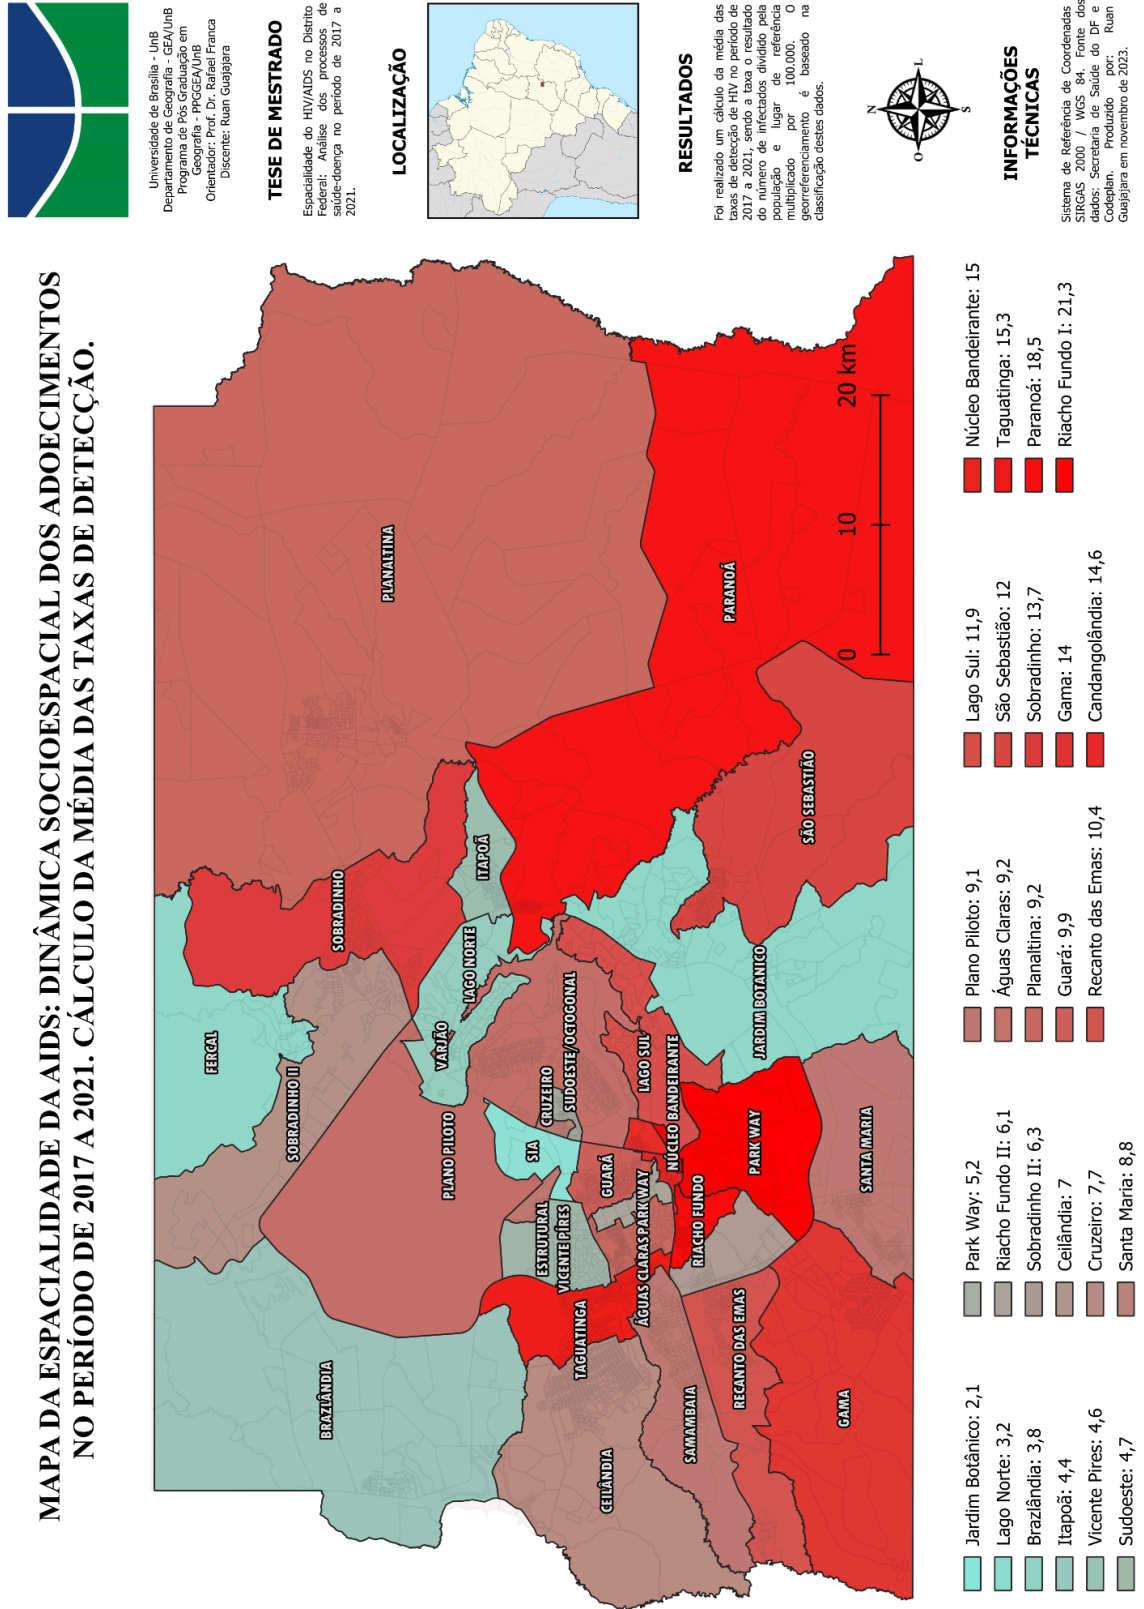 MAPA DA ESPACIALIDADE DA AIDS: DINÂMICA SOCIOESPACIAL DOS ADOECIMENTOS
NO PERÍODO DE 2017 A 2021. CÁLCULO DA MÉDIA DAS TAXAS DE DETECÇÃO.
FERCAL
SOBRADINHO II
SOBRADINHO
PLANALTINA
BRAZLÂNDIA
PLANO PILOTO
VARJÃO
LAGO NORTE
ITAPOÃ
SIA
CRUZEIRO
SUDOESTE/OCTOGONAL
ESTRUTURAL
VICENTE PÍRES
TAGUATINGA
CEILÂNDIA
GUARÁ
ÁGUAS CLARAS
PARK WAY
LAGO SUL
NÚCLEO BANDEIRANTE
RIACHO FUNDO
SAMAMBAIA
RECANTO DAS EMAS
GAMA
PARK WAY
SANTA MARIA
JARDIM BOTÂNICO
SÃO SEBASTIÃO
PARANOÁ
0 10 20 km
Jardim Botânico: 2,1
Lago Norte: 3,2
Brazlândia: 3,8
Itapoã: 4,4
Vicente Pires: 4,6
Sudoeste: 4,7
Park Way: 5,2
Riacho Fundo II: 6,1
Sobradinho II: 6,3
Ceilândia: 7
Cruzeiro: 7,7
Santa Maria: 8,8
Plano Piloto: 9,1
Águas Claras: 9,2
Planaltina: 9,2
Guará: 9,9
Recanto das Emas: 10,4
Lago Sul: 11,9
São Sebastião: 12
Sobradinho: 13,7
Gama: 14
Candangolândia: 14,6
Núcleo Bandeirante: 15
Taguatinga: 15,3
Paranoá: 18,5
Riacho Fundo I: 21,3
Universidade de Brasília - UnB
Departamento de Geografia - GEA/UnB
Programa de Pós Graduação em
Geografia - PPGGEA/UnB
Orientador: Prof. Dr. Rafael Franca
Discente: Ruan Guajajara
TESE DE MESTRADO
Espacialidade do HIV/AIDS no Distrito
Federal: Análise dos processos de
saúde-doença no período de 2017 a
2021.
LOCALIZAÇÃO
RESULTADOS
Foi realizado um cálculo da média das
taxas de detecção de HIV no período de
2017 a 2021, sendo a taxa o resultado
do número de infectados dividido pela
população e lugar de referência
multiplicado por 100.000. O
georreferenciamento é baseado na
classificação destes dados.
N
O
L
S
INFORMAÇÕES
TÉCNICAS
Sistema de Referência de Coordenadas
SIRGAS 2000 / WGS 84. Fonte dos
dados: Secretaria de Saúde do DF e
Codeplan. Produzido por: Ruan
Guajajara em novembro de 2023.